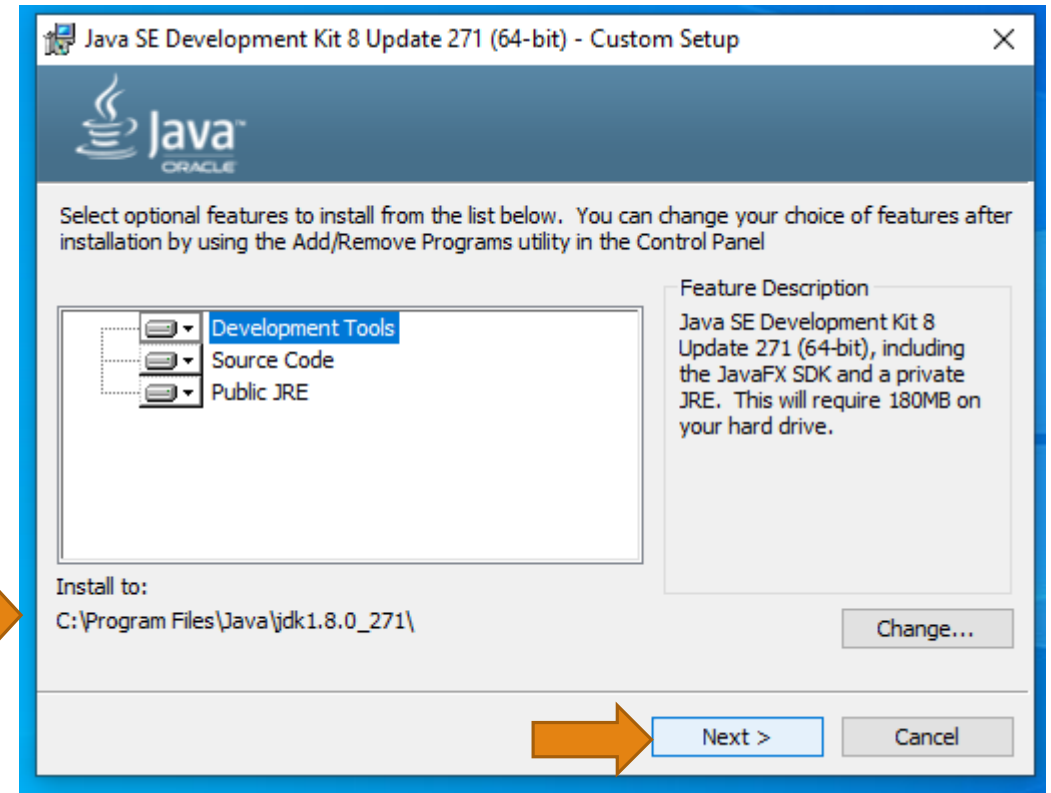 Java SE Development Kit 8 Update 271 (64-bit) - Custom Setup
Java™
ORACLE
Select optional features to install from the list below.  You can change your choice of features after
installation by using the Add/Remove Programs utility in the Control Panel
Development Tools
Source Code
Public JRE
Feature Description
Java SE Development Kit 8
Update 271 (64-bit), including
the JavaFX SDK and a private
JRE.  This will require 180MB on
your hard drive.
Install to:
C:\Program Files\Java\jdk1.8.0_271\
Change...
Next >
Cancel